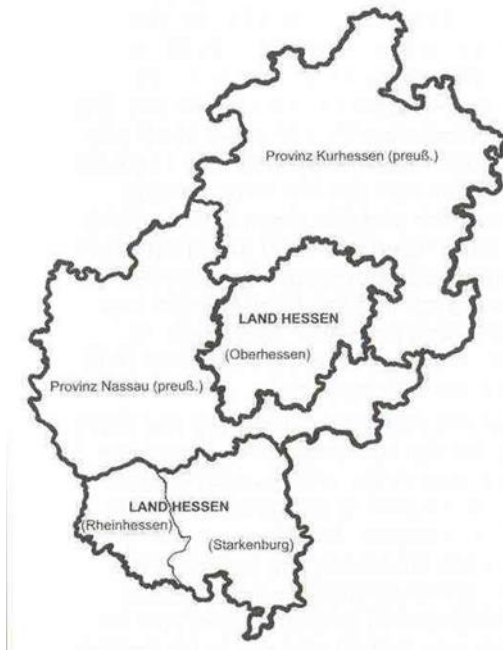 Provinz Kurhessen (preuß.)
LAND HESSEN
(Oberhessen)
Provinz Nassau (preuß.)
LAND HESSEN
(Rheinhessen)
(Starkenburg)